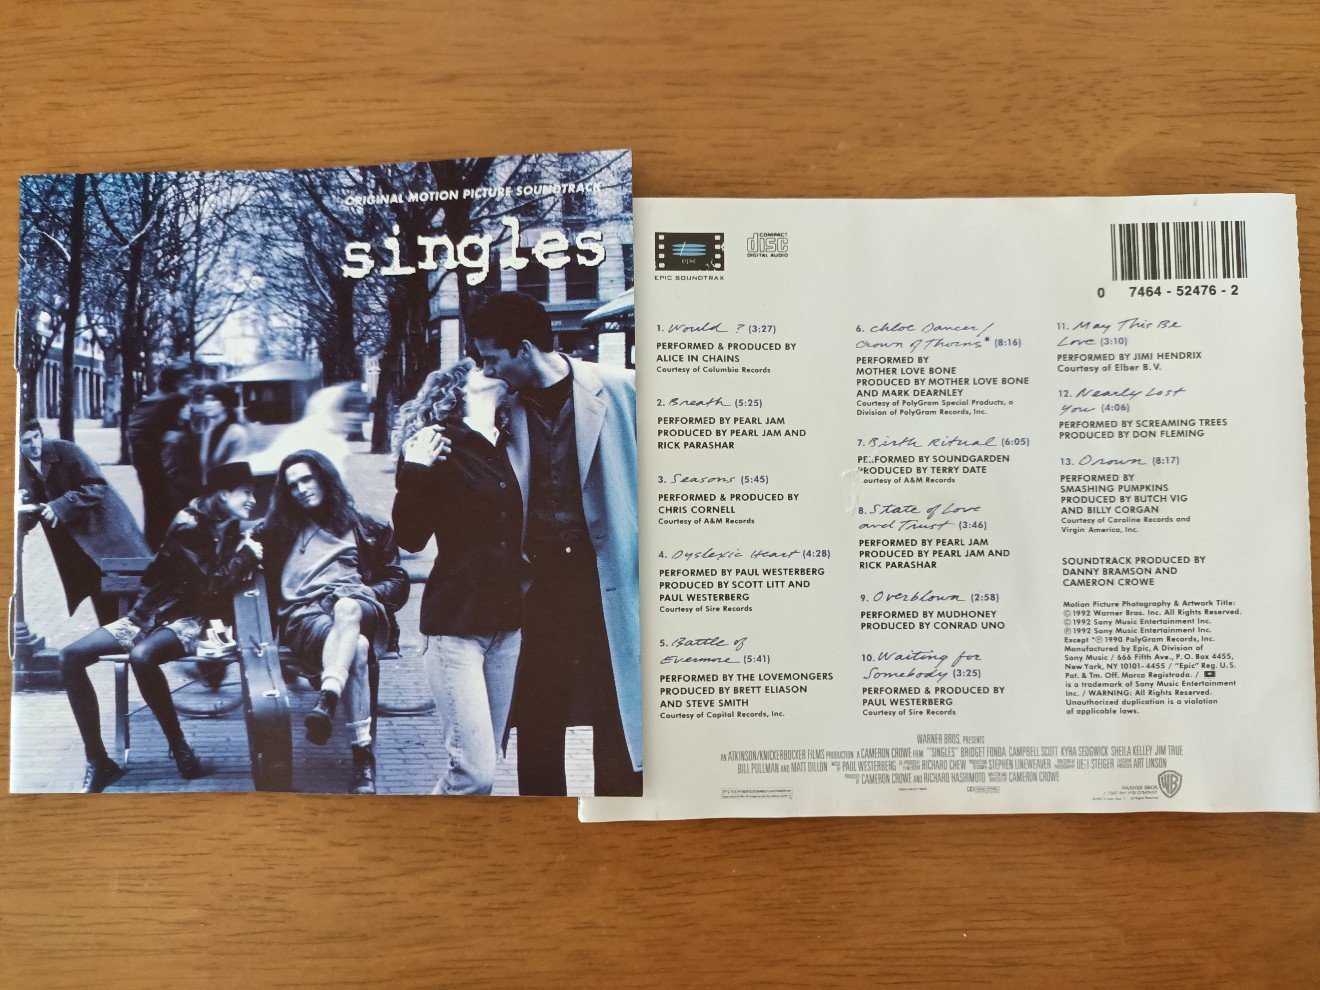 ORIGINAL MOTION PICTURE SOUNDTRACK
singles
epic
EPIC SOUNDTRAX
COMPACT
disc
DIGITAL AUDIO
0 7464 - 52476 - 2
1. Would ? (3:27)
PERFORMED & PRODUCED BY
ALICE IN CHAINS
Courtesy of Columbia Records
2. Breath (5:25)
PERFORMED BY PEARL JAM
PRODUCED BY PEARL JAM AND
RICK PARASHAR
3. Seasons (5:45)
PERFORMED & PRODUCED BY
CHRIS CORNELL
Courtesy of A&M Records
4. Dyslexic Heart (4:28)
PERFORMED BY PAUL WESTERBERG
PRODUCED BY SCOTT LITT AND
PAUL WESTERBERG
Courtesy of Sire Records
5. Battle of
Evermore (5:41)
PERFORMED BY THE LOVEMONGERS
PRODUCED BY BRETT ELIASON
AND STEVE SMITH
Courtesy of Capitol Records, Inc.
6. Chloe Dancer/
Crown of Thorns* (8:16)
PERFORMED BY
MOTHER LOVE BONE
PRODUCED BY MOTHER LOVE BONE
AND MARK DEARNLEY
Courtesy of PolyGram Special Products, a
Division of PolyGram Records, Inc.
7. Birth Ritual (6:05)
PERFORMED BY SOUNDGARDEN
PRODUCED BY TERRY DATE
ourtesy of A&M Records
8. State of Love
and Trust (3:46)
PERFORMED BY PEARL JAM
PRODUCED BY PEARL JAM AND
RICK PARASHAR
9. Overblown (2:58)
PERFORMED BY MUDHONEY
PRODUCED BY CONRAD UNO
10. Waiting for
Somebody (3:25)
PERFORMED & PRODUCED BY
PAUL WESTERBERG
Courtesy of Sire Records
11. May This Be
Love (3:10)
PERFORMED BY JIMI HENDRIX
Courtesy of Elber B. V.
12. Nearly Lost
You (4:06)
PERFORMED BY SCREAMING TREES
PRODUCED BY DON FLEMING
13. Drown (8:17)
PERFORMED BY
SMASHING PUMPKINS
PRODUCED BY BUTCH VIG
AND BILLY CORGAN
Courtesy of Caroline Records and
Virgin America, Inc.
SOUNDTRACK PRODUCED BY
DANNY BRAMSON AND
CAMERON CROWE
Motion Picture Photography & Artwork Title:
©1992 Warner Bros. Inc. All Rights Reserved.
©1992 Sony Music Entertainment Inc.
℗1992 Sony Music Entertainment Inc.
Except *℗1990 PolyGram Records, Inc.
Manufactured by Epic, A Division of
Sony Music / 666 Fifth Ave., P.O. Box 4455,
New York, NY 10101-4455 / "Epic" Reg. U.S.
Pat. & Tm. Off. Marca Registrada. /
is a trademark of Sony Music Entertainment
Inc. / WARNING: All Rights Reserved.
Unauthorized duplication is a violation
of applicable laws.
WARNER BROS. PRESENTS
AN ATKINSON/KNICKERBOCKER FILMS PRODUCTION A CAMERON CROWE FILM "SINGLES" BRIDGET FONDA CAMPBELL SCOTT KYRA SEDGWICK SHEILA KELLEY JIM TRUE
BILL PULLMAN AND MATT DILLON MUSIC BY PAUL WESTERBERG RICHARD CHEW STEPHEN LINEWEAVER UELI STEIGER ART LINSON
PRODUCED BY CAMERON CROWE AND RICHARD HASHIMOTO WRITTEN AND DIRECTED BY CAMERON CROWE
WARNER BROS.
WB